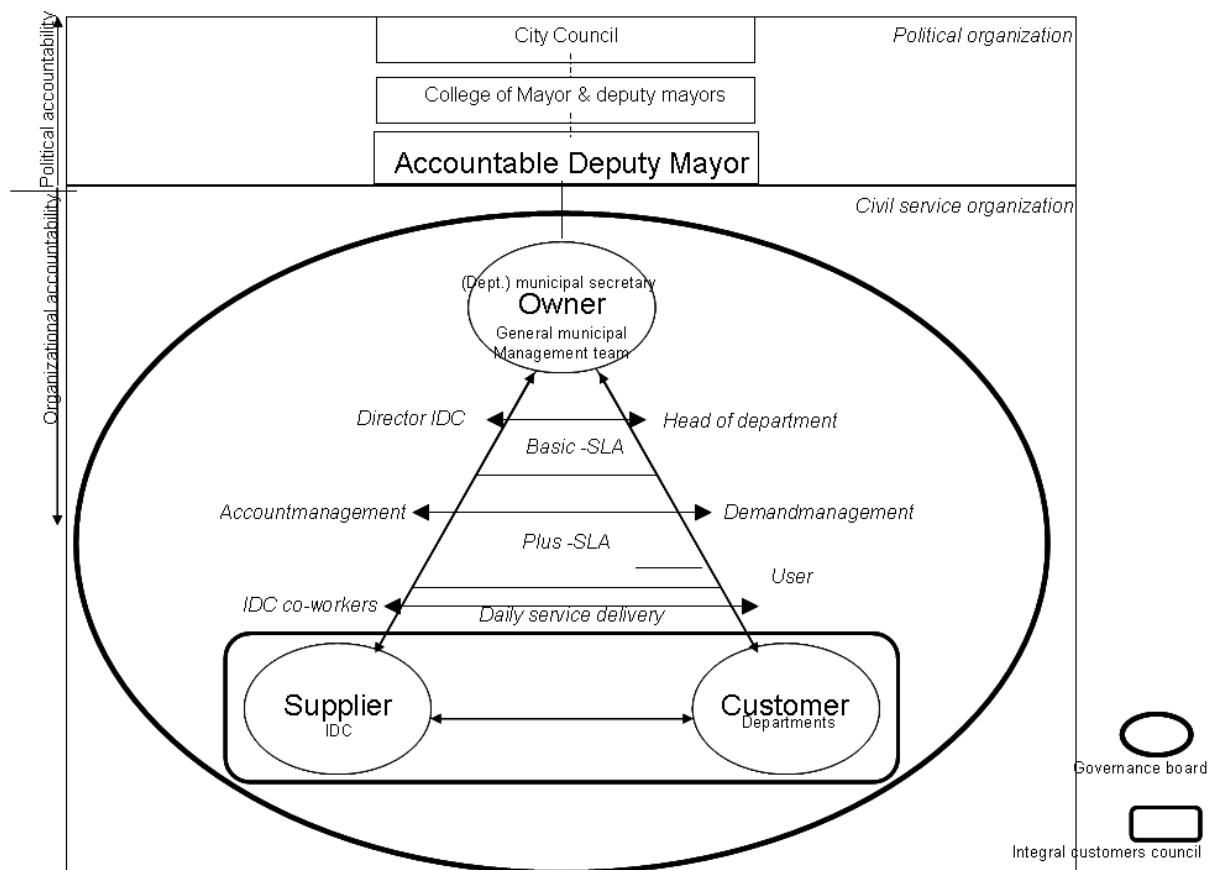 City Council
Political organization
College of Mayor & deputy mayors
Accountable Deputy Mayor
Political accountability
Civil service organization
Organizational accountability
(Dept.) municipal secretary
Owner
General municipal
Management team
Director IDC
Head of department
Basic -SLA
Accountmanagement
Demandmanagement
Plus -SLA
User
IDC co-workers
Daily service delivery
Supplier
IDC
Customer
Departments
Governance board
Integral customers council